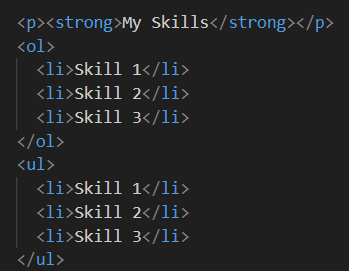 <p><strong>My Skills</strong></p>
<ol>
  <li>Skill 1</li>
  <li>Skill 2</li>
  <li>Skill 3</li>
</ol>
<ul>
  <li>Skill 1</li>
  <li>Skill 2</li>
  <li>Skill 3</li>
</ul>